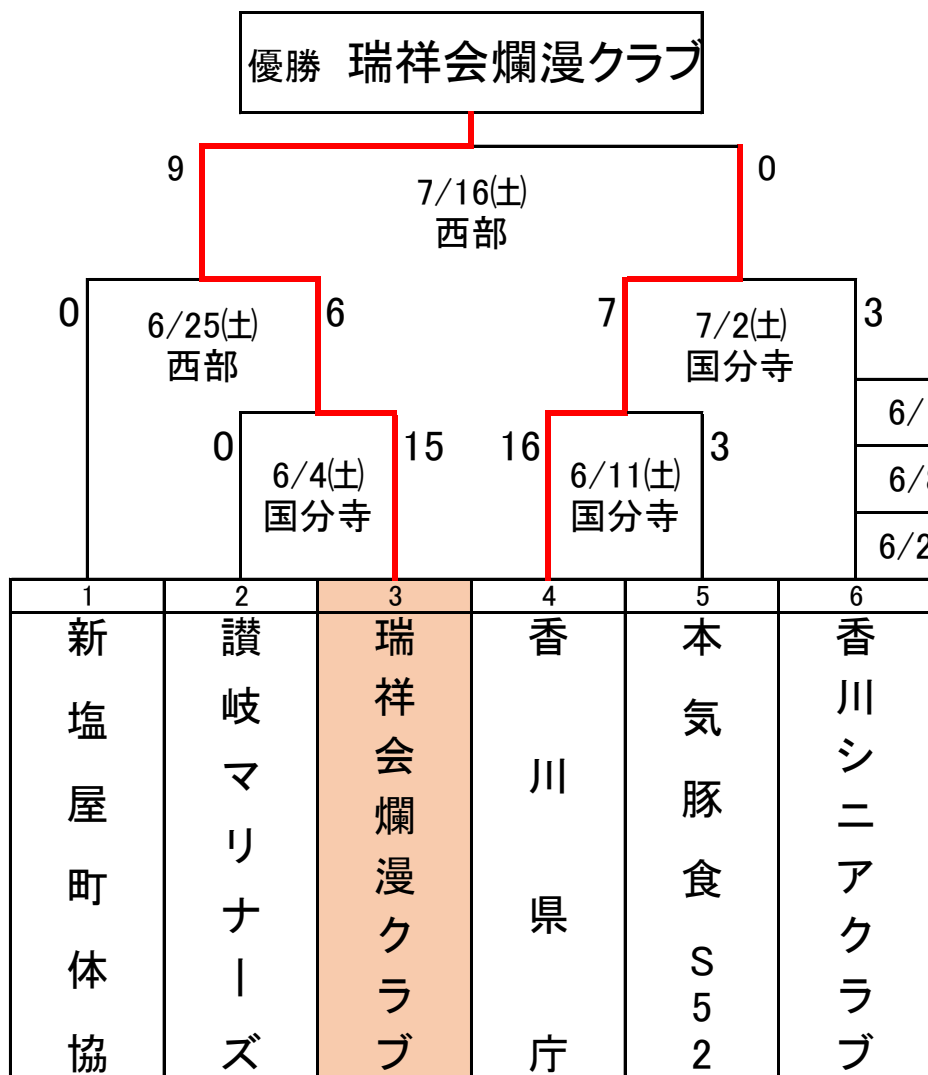 優勝 瑞祥会爛漫クラブ
9
0
7/16(土)
西部
0
6
7
3
6/25(土)
西部
7/2(土)
国分寺
0
15
16
3
6/4(土)
国分寺
6/11(土)
国分寺
1
2
3
4
5
6
新塩屋町体協
讃岐マリナーズ
瑞祥会爛漫クラブ
香川県庁
本気豚食S52
香川シニアクラブ